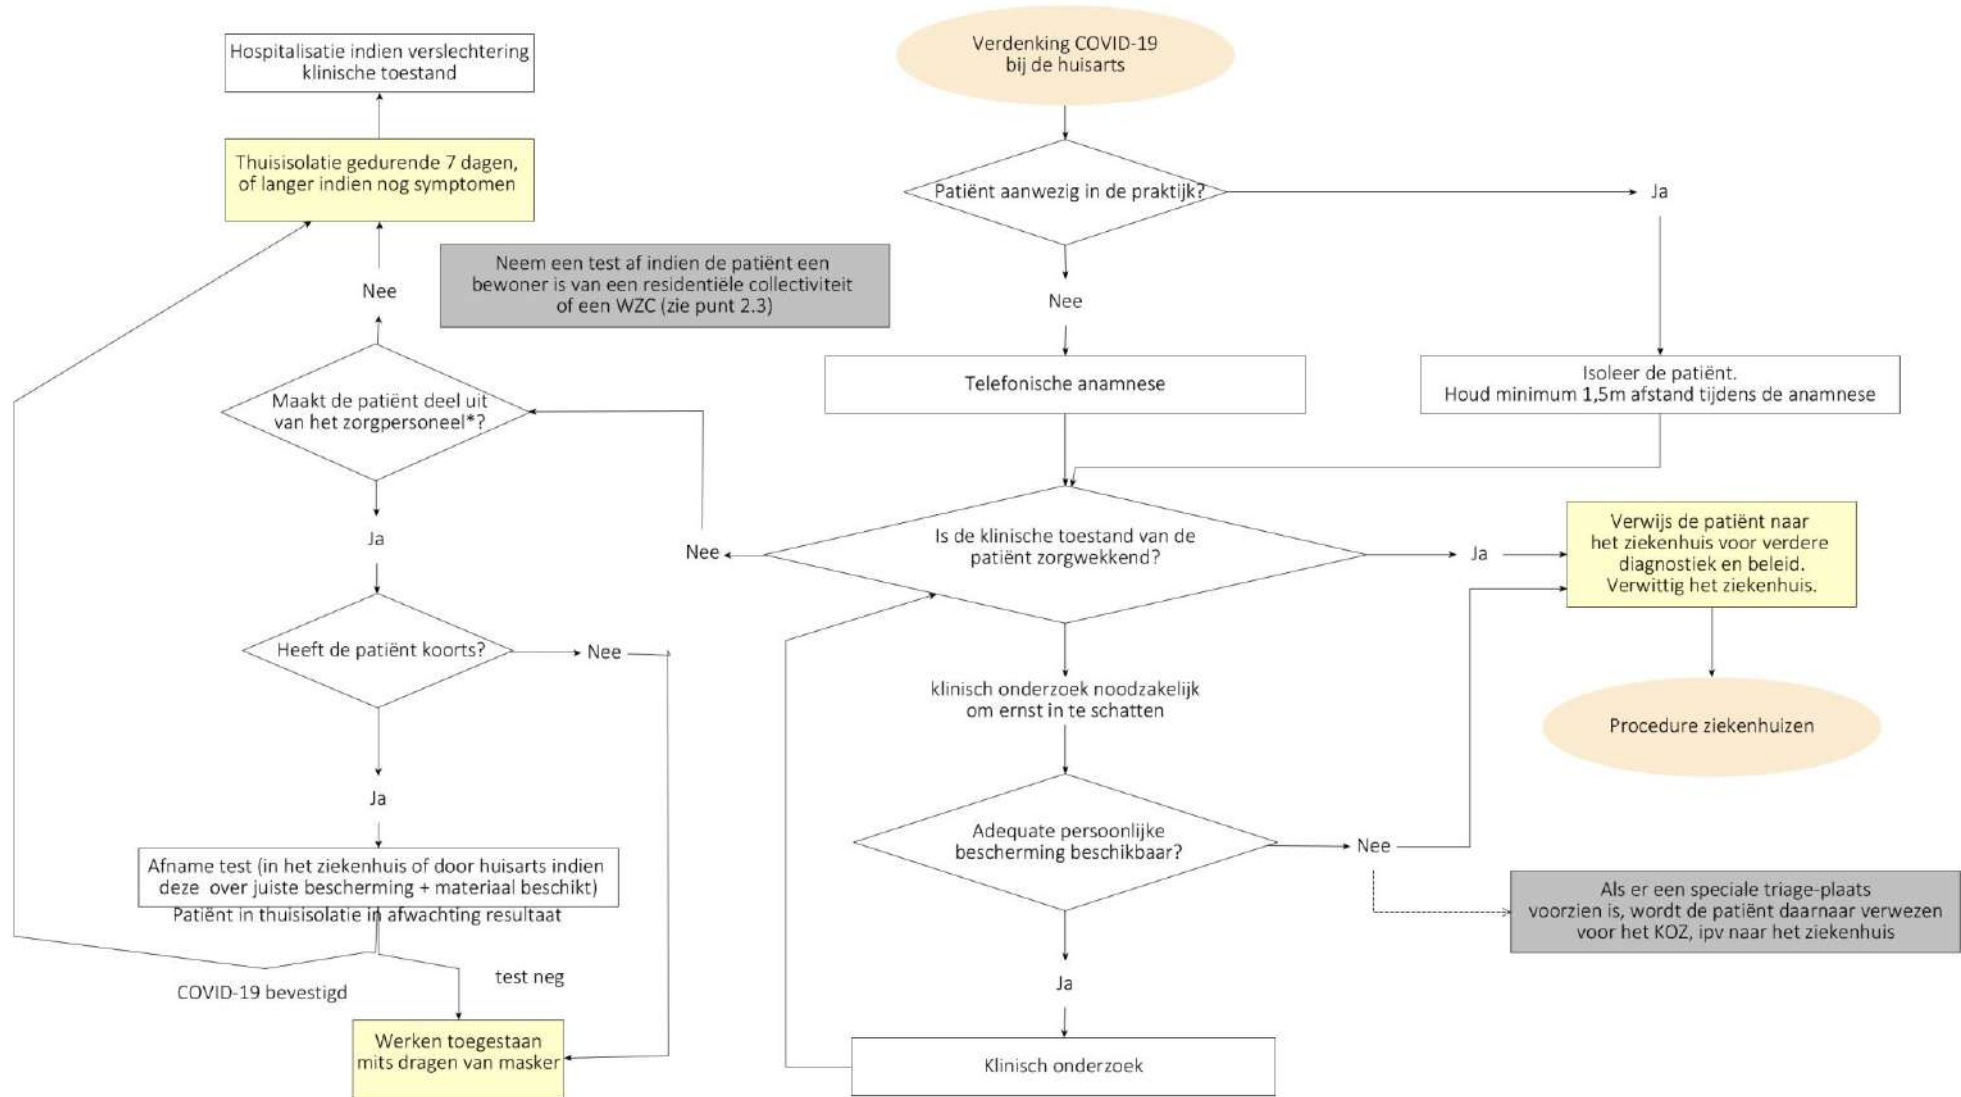 Verdenking COVID-19
bij de huisarts
Patiënt aanwezig in de praktijk?
Ja
Nee
Telefonische anamnese
Isoleer de patiënt.
Houd minimum 1,5m afstand tijdens de anamnese
Is de klinische toestand van de
patiënt zorgwekkend?
Ja
Verwijs de patiënt naar
het ziekenhuis voor verdere
diagnostiek en beleid.
Verwittig het ziekenhuis.
Procedure ziekenhuizen
klinisch onderzoek noodzakelijk
om ernst in te schatten
Adequate persoonlijke
bescherming beschikbaar?
Nee
Als er een speciale triage-plaats
voorzien is, wordt de patiënt daarnaar verwezen
voor het KOZ, ipv naar het ziekenhuis
Ja
Klinisch onderzoek
Nee
Maakt de patiënt deel uit
van het zorgpersoneel*?
Nee
Neem een test af indien de patiënt een
bewoner is van een residentiële collectiviteit
of een WZC (zie punt 2.3)
Thuisisolatie gedurende 7 dagen,
of langer indien nog symptomen
Hospitalisatie indien verslechtering
klinische toestand
Ja
Heeft de patiënt koorts?
Nee
Ja
Afname test (in het ziekenhuis of door huisarts indien
deze over juiste bescherming + materiaal beschikt)
Patiënt in thuisisolatie in afwachting resultaat
COVID-19 bevestigd
test neg
Werken toegestaan
mits dragen van masker